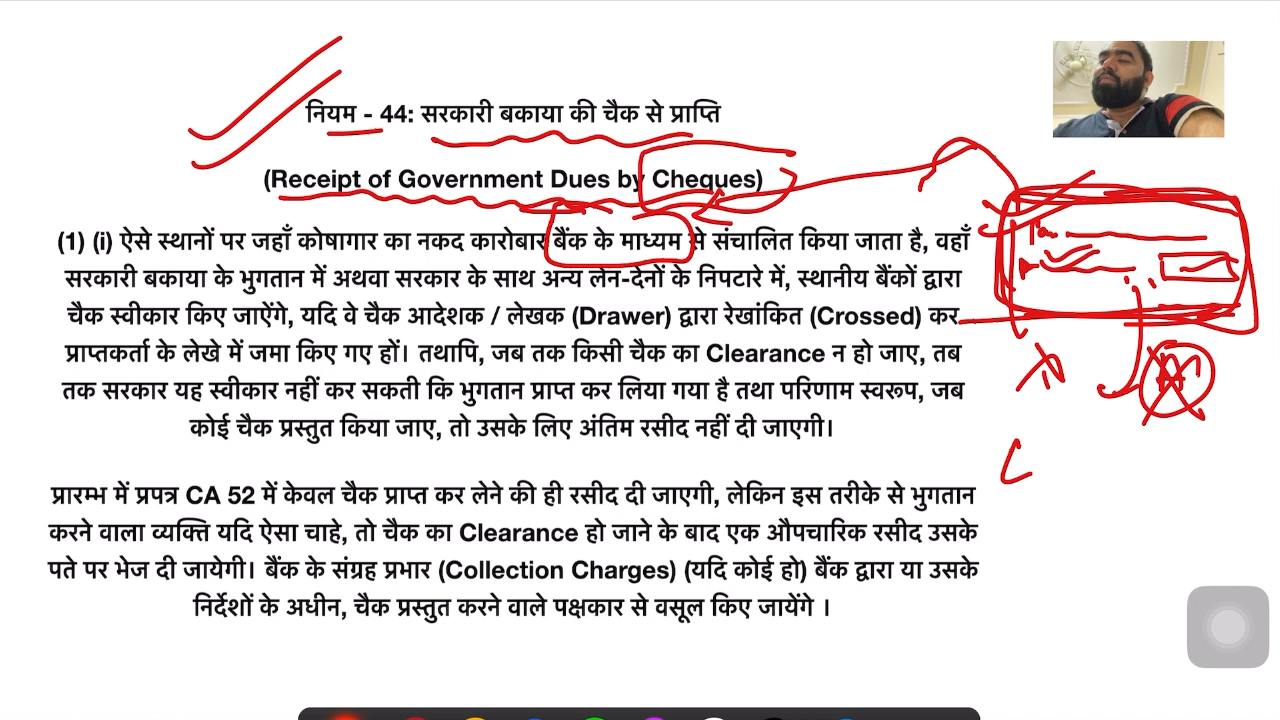 नियम - 44: सरकारी बकाया की चैक से प्राप्ति
(Receipt of Government Dues by Cheques)
(1) (i) ऐसे स्थानों पर जहाँ कोषागार का नकद कारोबार बैंक के माध्यम से संचालित किया जाता है, वहाँ
सरकारी बकाया के भुगतान में अथवा सरकार के साथ अन्य लेन-देनों के निपटारे में, स्थानीय बैंकों द्वारा
चैक स्वीकार किए जाऐंगे, यदि वे चैक आदेशक / लेखक (Drawer) द्वारा रेखांकित (Crossed) कर
प्राप्तकर्ता के लेखे में जमा किए गए हों। तथापि, जब तक किसी चैक का Clearance न हो जाए, तब
तक सरकार यह स्वीकार नहीं कर सकती कि भुगतान प्राप्त कर लिया गया है तथा परिणाम स्वरूप, जब
कोई चैक प्रस्तुत किया जाए, तो उसके लिए अंतिम रसीद नहीं दी जाएगी।
प्रारम्भ में प्रपत्र CA 52 में केवल चैक प्राप्त कर लेने की ही रसीद दी जाएगी, लेकिन इस तरीके से भुगतान
करने वाला व्यक्ति यदि ऐसा चाहे, तो चैक का Clearance हो जाने के बाद एक औपचारिक रसीद उसके
पते पर भेज दी जायेगी। बैंक के संग्रह प्रभार (Collection Charges) (यदि कोई हो) बैंक द्वारा या उसके
निर्देशों के अधीन, चैक प्रस्तुत करने वाले पक्षकार से वसूल किए जायेंगे ।